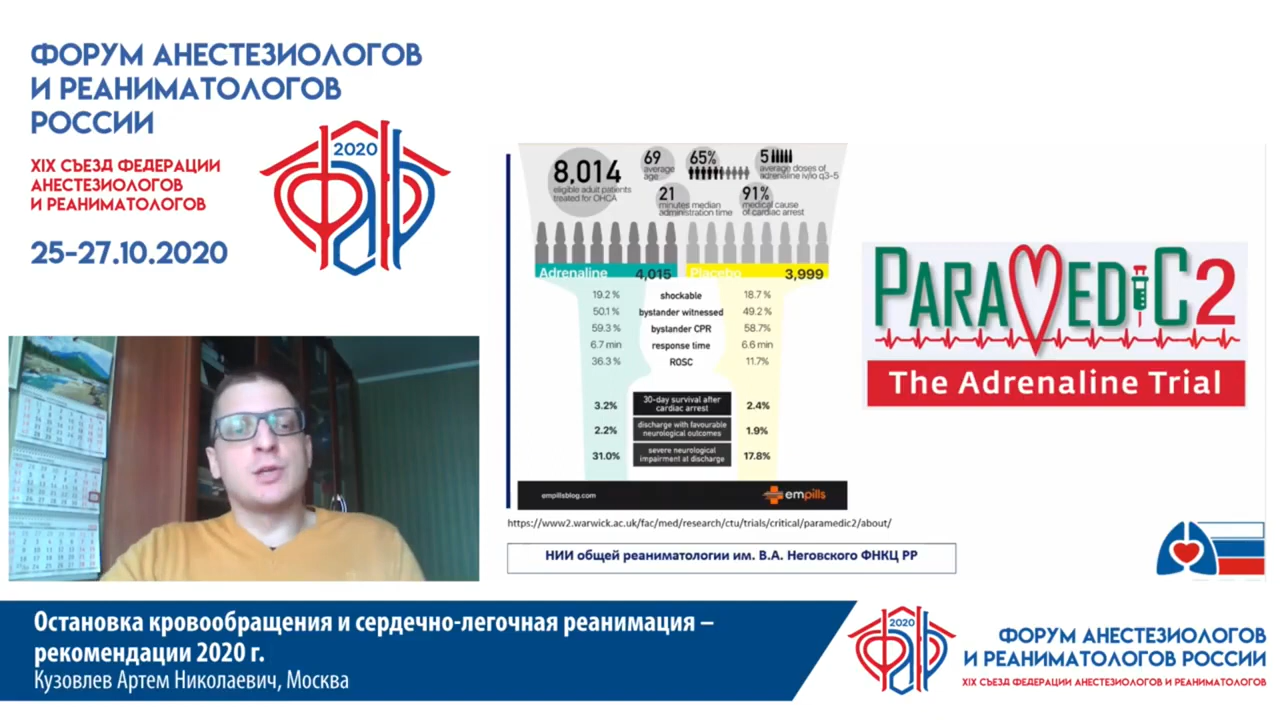 ФОРУМ АНЕСТЕЗИОЛОГОВ
И РЕАНИМАТОЛОГОВ
РОССИИ
XIX СЪЕЗД ФЕДЕРАЦИИ
АНЕСТЕЗИОЛОГОВ
И РЕАНИМАТОЛОГОВ
25-27.10.2020
2020
ФАР
8,014
eligible adult patients
treated for OHCA
69
average
age
65%
5
average doses of
adrenaline iv/io q3-5
21
minutes median
administration time
91%
medical cause
of cardiac arrest
Adrenaline 4,015 Placebo 3,999
19.2 % shockable 18.7 %
50.1 % bystander witnessed 49.2 %
59.3 % bystander CPR 58.7%
6.7 min response time 6.6 min
36.3 % ROSC 11.7%
3.2% 30-day survival after
cardiac arrest 2.4%
2.2% discharge with favourable
neurological outcomes 1.9%
31.0% severe neurological
impairment at discharge 17.8%
empillsblog.com
empills
PARAMEDIC2
The Adrenaline Trial
https://www2.warwick.ac.uk/fac/med/research/ctu/trials/critical/paramedic2/about/
НИИ общей реаниматологии им. В.А. Неговского ФНКЦ РР
Остановка кровообращения и сердечно-легочная реанимация –
рекомендации 2020 г.
Кузовлев Артем Николаевич, Москва
2020
ФАР
ФОРУМ АНЕСТЕЗИОЛОГОВ
И РЕАНИМАТОЛОГОВ РОССИИ
XIX СЪЕЗД ФЕДЕРАЦИИ АНЕСТЕЗИОЛОГОВ И РЕАНИМАТОЛОГОВ